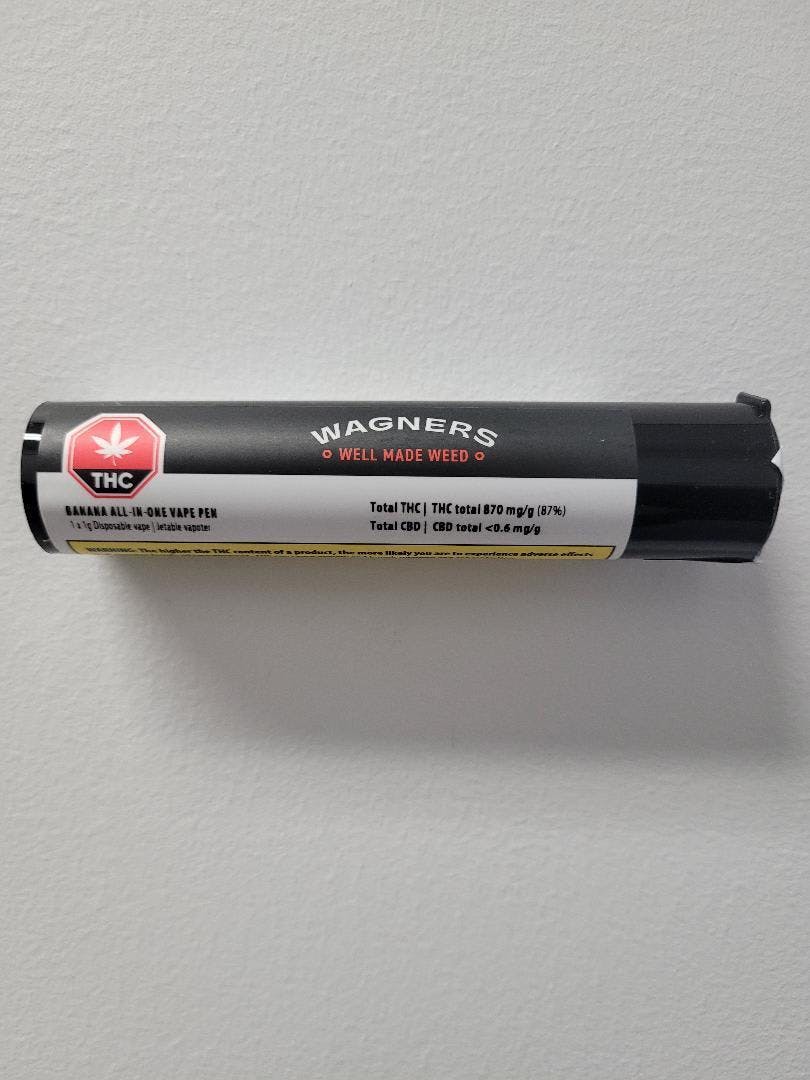 WAGNERS
WELL MADE WEED
THC
BANANA ALL-IN-ONE VAPE PEN
1 x 1g Disposable vape | Jetable vapoter
Total THC | THC total 870 mg/g (87%)
Total CBD | CBD total <0.6 mg/g
WARNING: The higher the THC content of a product, the more likely you are to experience adverse effects